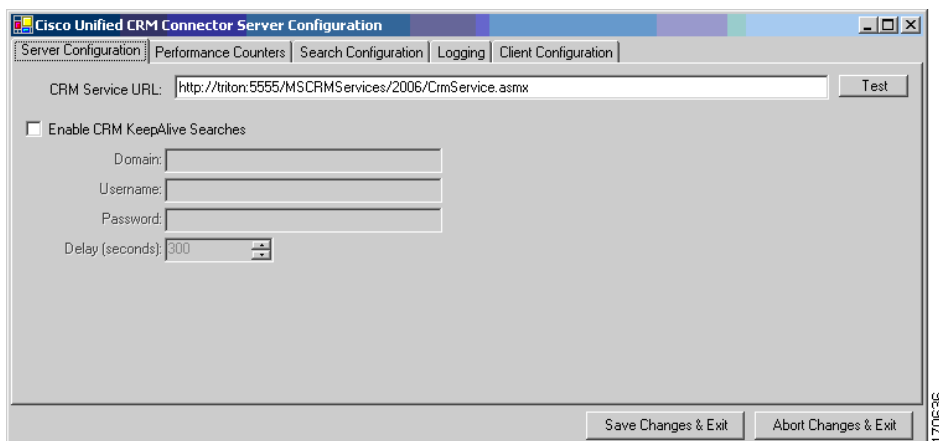 Cisco Unified CRM Connector Server Configuration
Server Configuration Performance Counters Search Configuration Logging Client Configuration
CRM Service URL: http://triton:5555/MSCRMServices/2006/CrmService.asmx Test
Enable CRM KeepAlive Searches
Domain:
Username:
Password:
Delay (seconds): 300
Save Changes & Exit Abort Changes & Exit
170636